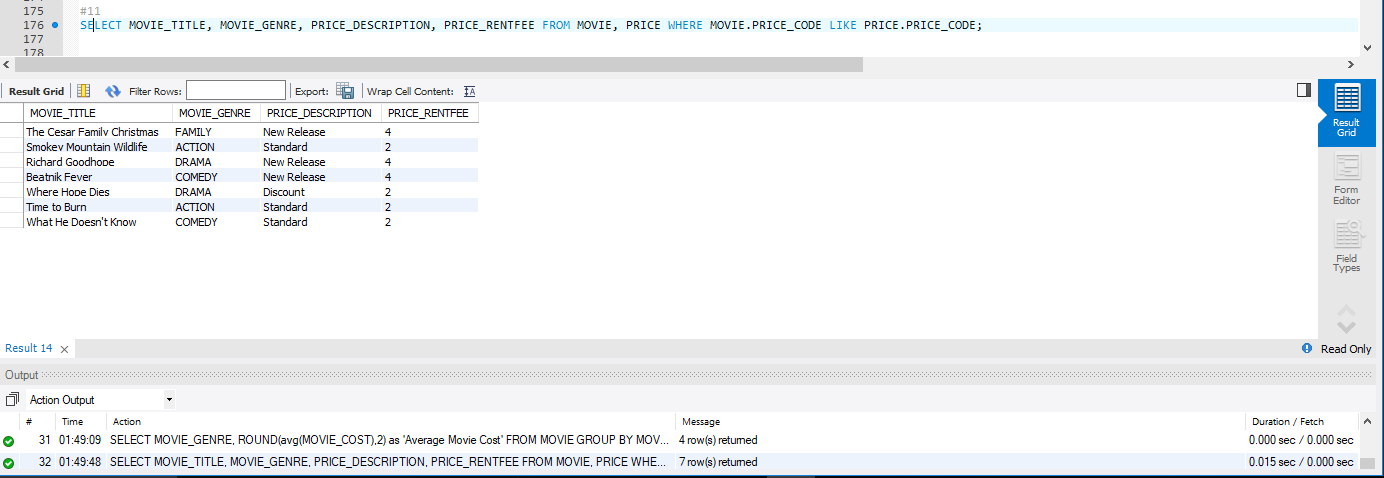 175 #11
176 SELECT MOVIE_TITLE, MOVIE_GENRE, PRICE_DESCRIPTION, PRICE_RENTFEE FROM MOVIE, PRICE WHERE MOVIE.PRICE_CODE LIKE PRICE.PRICE_CODE;
177
178
Result Grid Filter Rows: Export: Wrap Cell Content:
MOVIE_TITLE MOVIE_GENRE PRICE_DESCRIPTION PRICE_RENTFEE
The Cesar Family Christmas FAMILY New Release 4
Smokey Mountain Wildlife ACTION Standard 2
Richard Goodhope DRAMA New Release 4
Beatnik Fever COMEDY New Release 4
Where Hope Dies DRAMA Discount 2
Time to Burn ACTION Standard 2
What He Doesn't Know COMEDY Standard 2
Result
Grid
Form
Editor
Field
Types
Result 14 Read Only
Output
Action Output
# Time Action Message Duration / Fetch
31 01:49:09 SELECT MOVIE_GENRE, ROUND(avg(MOVIE_COST),2) as 'Average Movie Cost' FROM MOVIE GROUP BY MOV... 4 row(s) returned 0.000 sec / 0.000 sec
32 01:49:48 SELECT MOVIE_TITLE, MOVIE_GENRE, PRICE_DESCRIPTION, PRICE_RENTFEE FROM MOVIE, PRICE WHE... 7 row(s) returned 0.015 sec / 0.000 sec